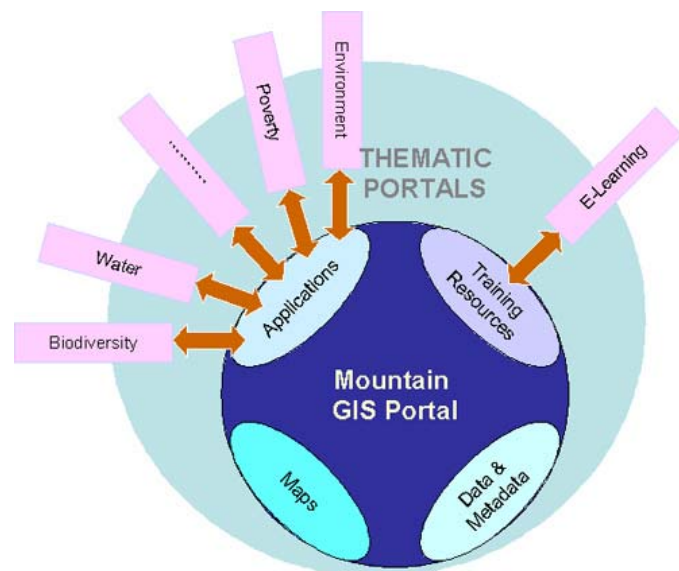 Environment
Poverty
...........
Water
Biodiversity
THEMATIC
PORTALS
E-Learning
Applications
Training
Resources
Mountain
GIS Portal
Maps
Data &
Metadata